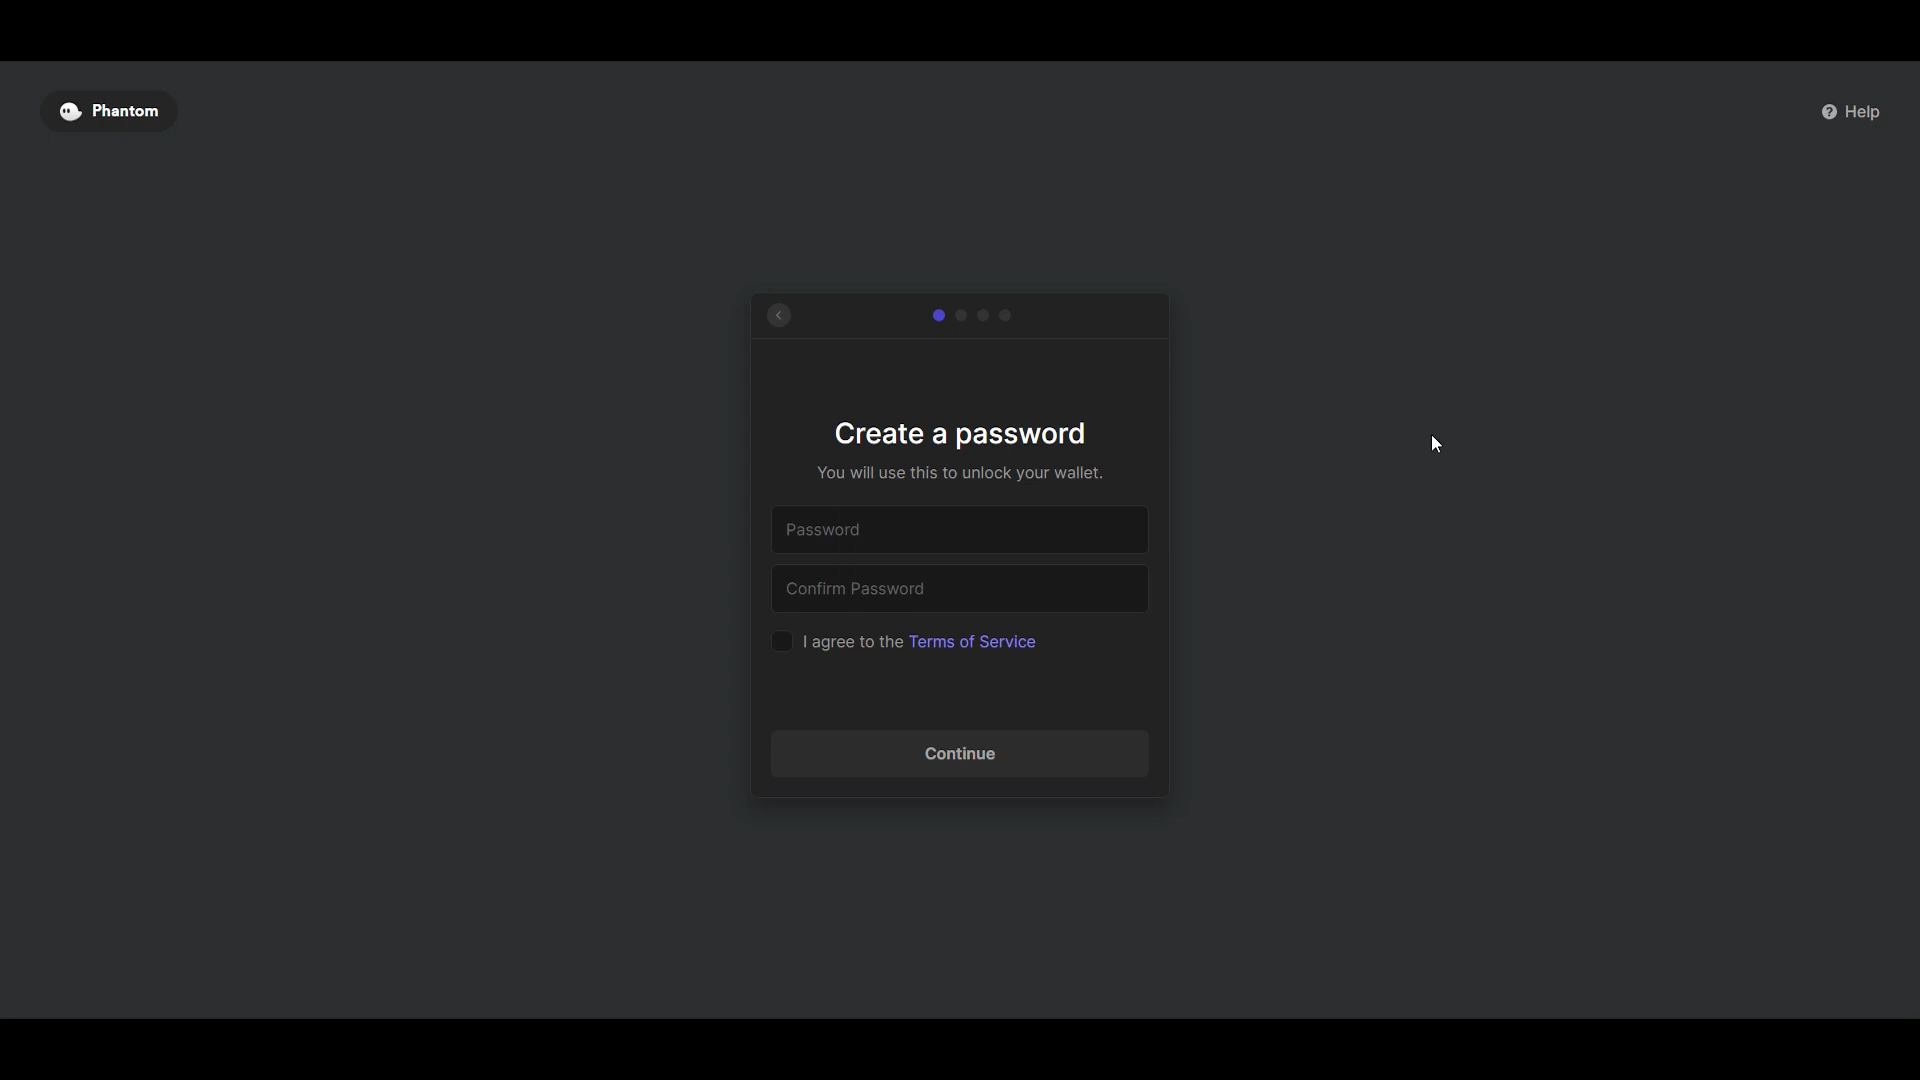 Phantom
Help
Create a password
You will use this to unlock your wallet.
Password
Confirm Password
I agree to the Terms of Service
Continue